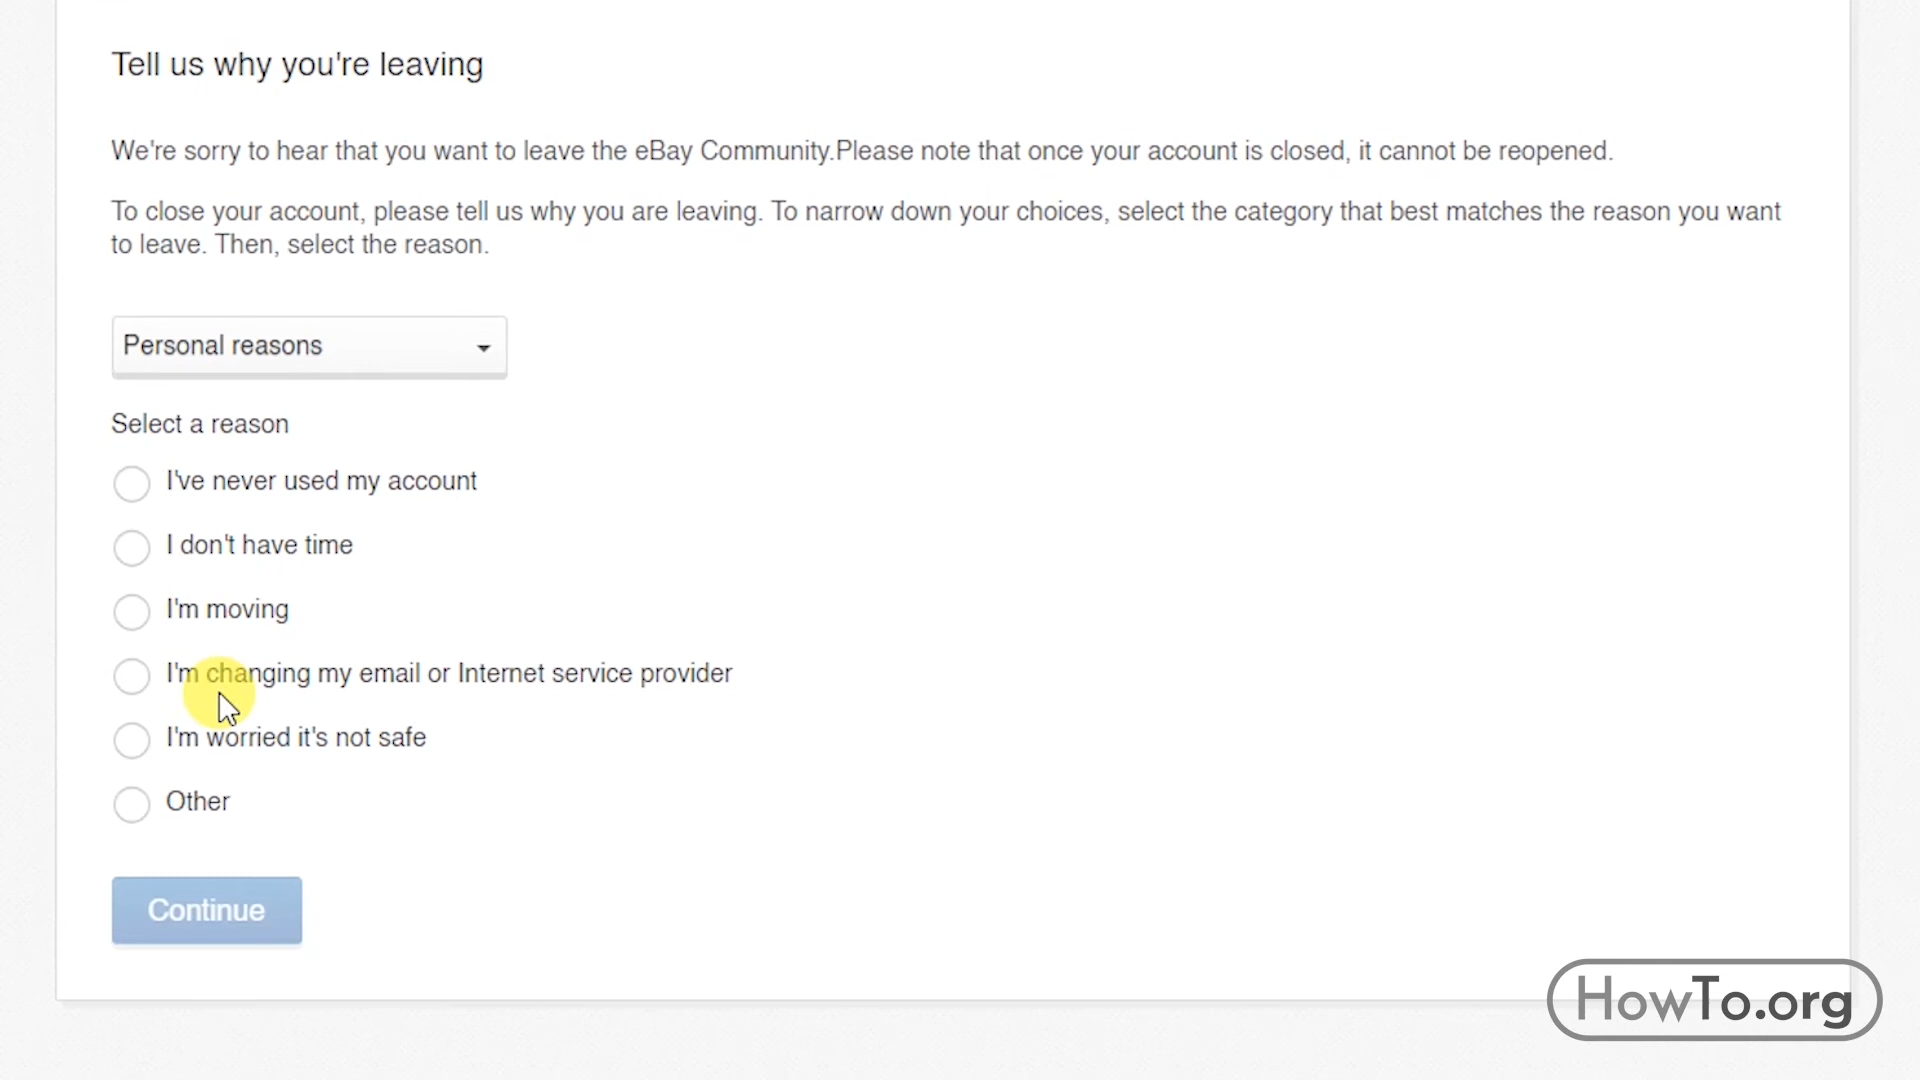 Tell us why you're leaving
We're sorry to hear that you want to leave the eBay Community.Please note that once your account is closed, it cannot be reopened.
To close your account, please tell us why you are leaving. To narrow down your choices, select the category that best matches the reason you want
to leave. Then, select the reason.
Personal reasons
Select a reason
I've never used my account
I don't have time
I'm moving
I'm changing my email or Internet service provider
I'm worried it's not safe
Other
Continue
HowTo.org